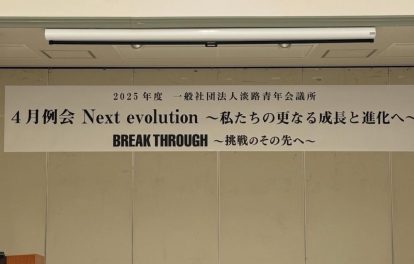 2025年度 一般社団法人淡路青年会議所
4月例会 Next evolution ～私たちの更なる成長と進化へ～
BREAK THROUGH ～挑戦のその先へ～